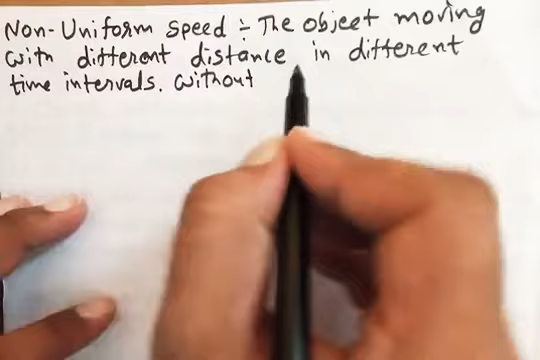 Non-Uniform speed :- The object moving
with different distance in different
time intervals. without